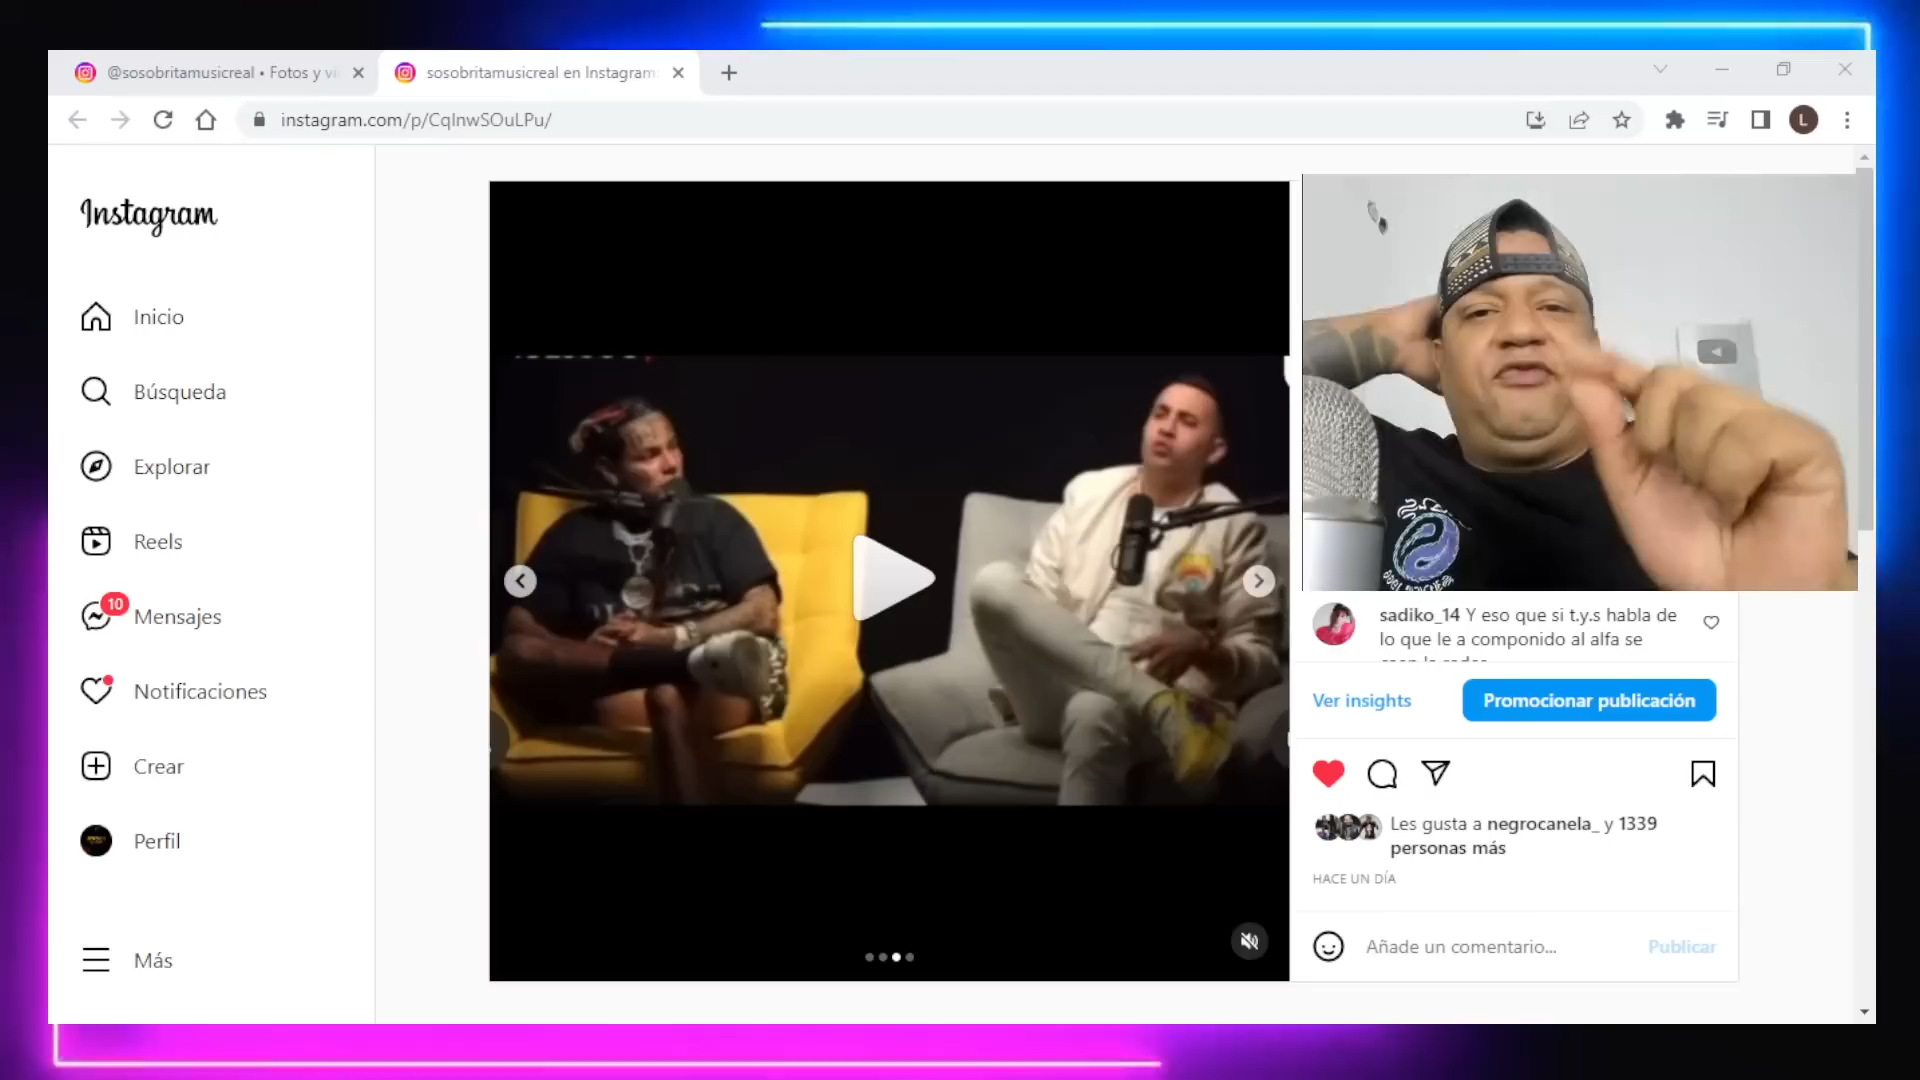 @sosobritamusicreal • Fotos y vi
sosobritamusicreal en Instagram:
instagram.com/p/CqInwSOuLPu/
L
Instagram
Inicio
Búsqueda
Explorar
Reels
10
Mensajes
Notificaciones
Crear
Perfil
Más
sadiko_14 Y eso que si t.y.s habla de
lo que le a componido al alfa se
Ver insights
Promocionar publicación
Les gusta a negrocanela_ y 1339
personas más
HACE UN DÍA
Añade un comentario...
Publicar